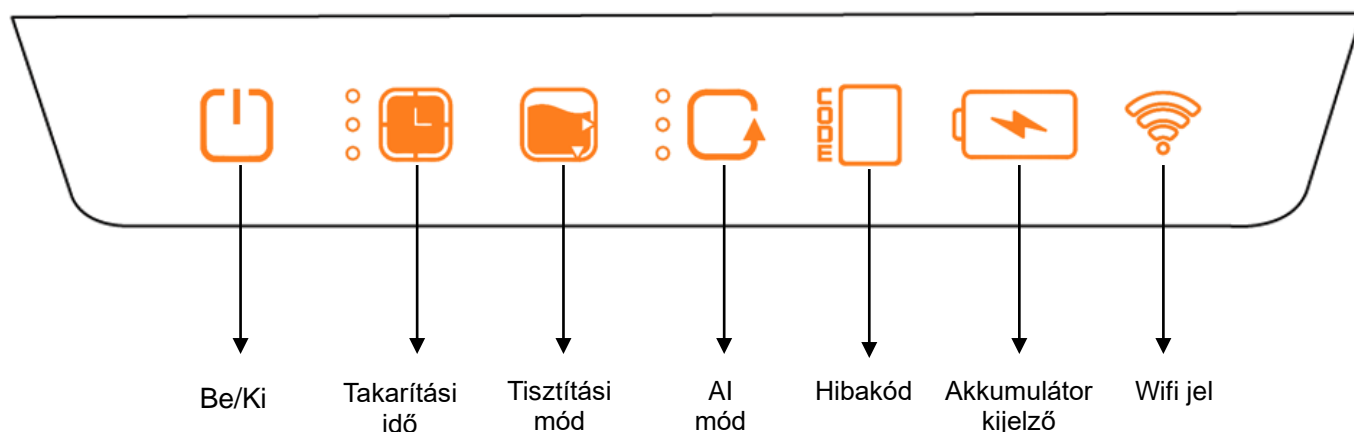 CODE
Be/Ki
Takarítási
idő
Tisztítási
mód
AI
mód
Hibakód
Akkumulátor
kijelző
Wifi jel